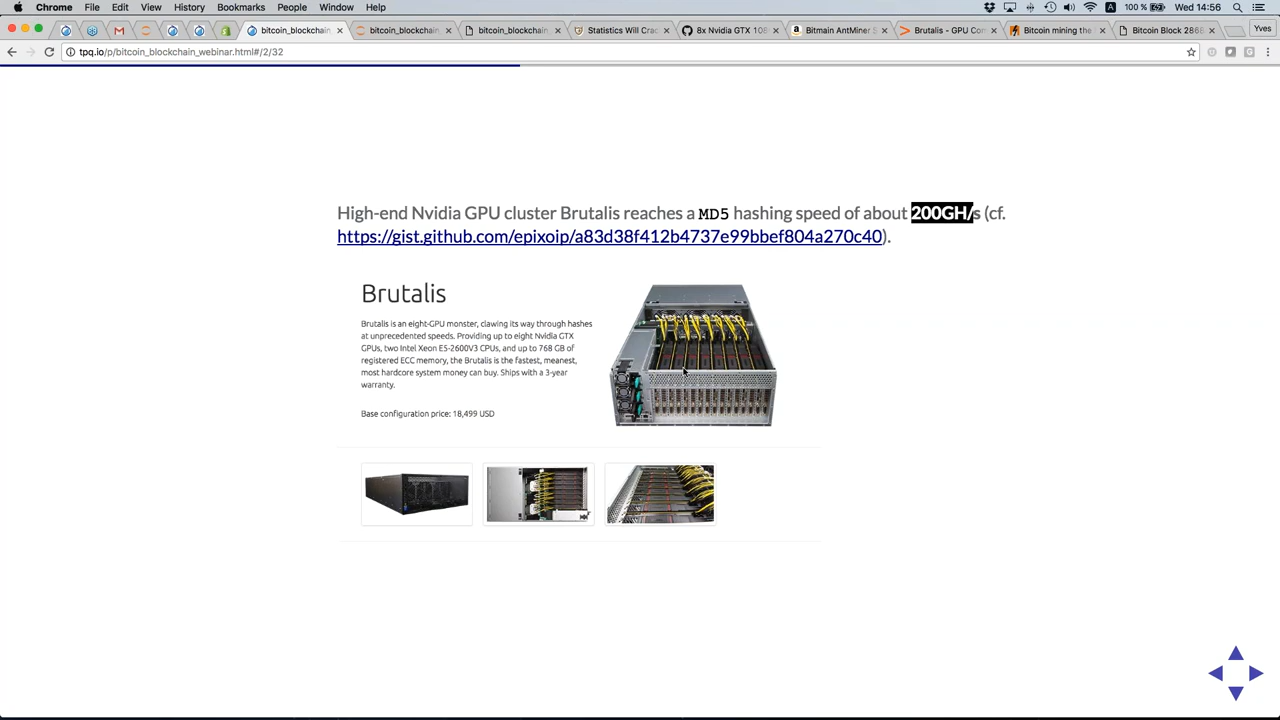 Chrome File Edit View History Bookmarks People Window Help
A 100 % Wed 14:56
bitcoin_blockchain_ bitcoin_blockchain_ bitcoin_blockchain_ Statistics Will Crac 8x Nvidia GTX 108 Bitmain AntMiner S Brutalis - GPU Com Bitcoin mining the Bitcoin Block 2868 Yves
tpq.io/p/bitcoin_blockchain_webinar.html#/2/32
High-end Nvidia GPU cluster Brutalis reaches a MD5 hashing speed of about 200GH/s (cf.
https://gist.github.com/epixoip/a83d38f412b4737e99bbef804a270c40).
Brutalis
Brutalis is an eight-GPU monster, clawing its way through hashes
at unprecedented speeds. Providing up to eight Nvidia GTX
GPUs, two Intel Xeon E5-2600V3 CPUs, and up to 768 GB of
registered ECC memory, the Brutalis is the fastest, meanest,
most hardcore system money can buy. Ships with a 3-year
warranty.
Base configuration price: 18,499 USD